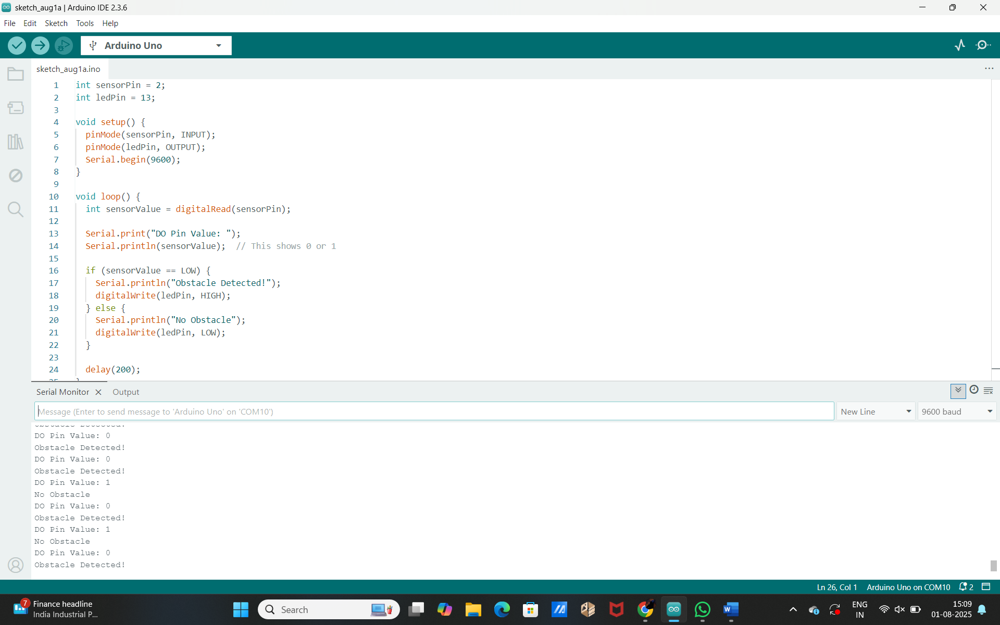 sketch_aug1a | Arduino IDE 2.3.6
File Edit Sketch Tools Help
Arduino Uno
sketch_aug1a.ino
1 int sensorPin = 2;
2 int ledPin = 13;
3
4 void setup() {
5 pinMode(sensorPin, INPUT);
6 pinMode(ledPin, OUTPUT);
7 Serial.begin(9600);
8 }
9
10 void loop() {
11 int sensorValue = digitalRead(sensorPin);
12
13 Serial.print("DO Pin Value: ");
14 Serial.println(sensorValue); // This shows 0 or 1
15
16 if (sensorValue == LOW) {
17 Serial.println("Obstacle Detected!");
18 digitalWrite(ledPin, HIGH);
19 } else {
20 Serial.println("No Obstacle");
21 digitalWrite(ledPin, LOW);
22 }
23
24 delay(200);
Serial Monitor Output
Message (Enter to send message to 'Arduino Uno' on 'COM10')
New Line
9600 baud
DO Pin Value: 0
Obstacle Detected!
DO Pin Value: 0
Obstacle Detected!
DO Pin Value: 1
No Obstacle
DO Pin Value: 0
Obstacle Detected!
DO Pin Value: 1
No Obstacle
DO Pin Value: 0
Obstacle Detected!
Ln 26, Col 1 Arduino Uno on COM10 2
7
Finance headline
India Industrial P...
Search
ENG
IN
15:09
01-08-2025